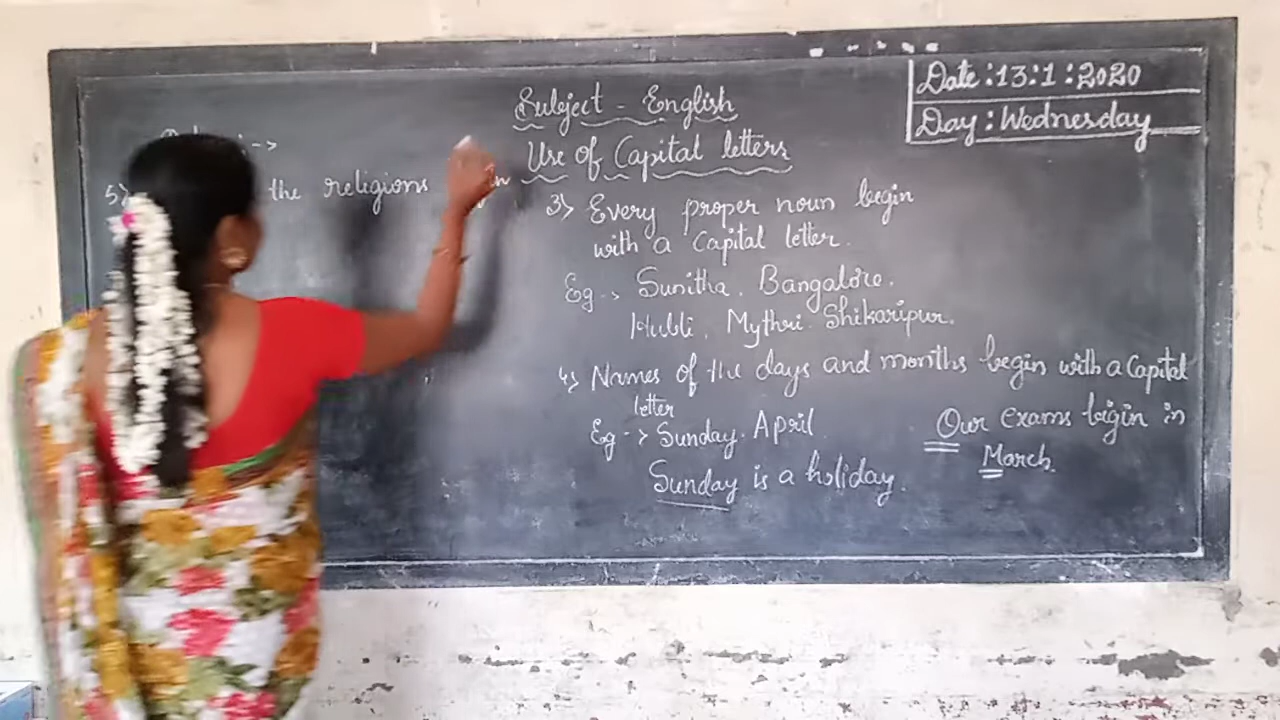 Date : 13:1:2020
Day : Wednesday
Subject - English
Use of Capital letters
5> the religions
3> Every proper noun begin
with a Capital letter.
Eg -> Sunitha, Bangalore.
Hubli, Mythri. Shikaripur.
4> Names of the days and months begin with a Capital
letter
Eg -> Sunday. April
Sunday is a holiday.
Our exams begin in
March.